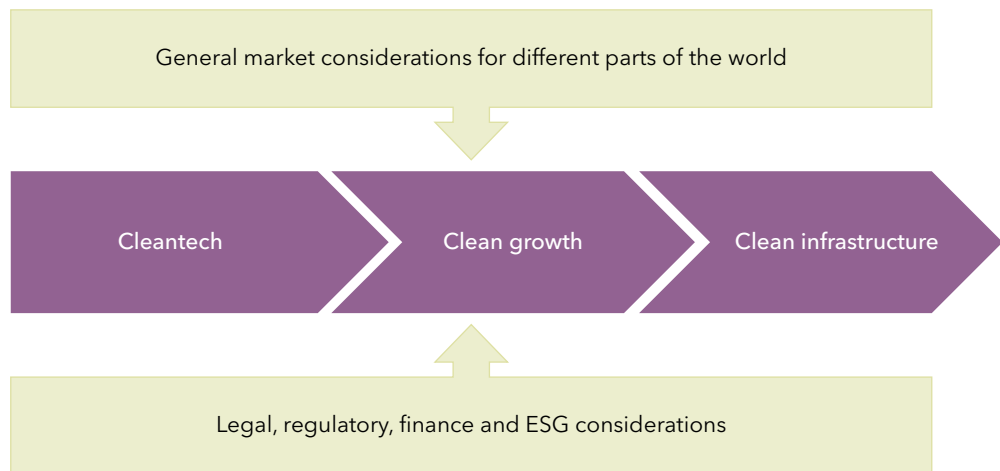 General market considerations for different parts of the world
Cleantech
Clean growth
Clean infrastructure
Legal, regulatory, finance and ESG considerations